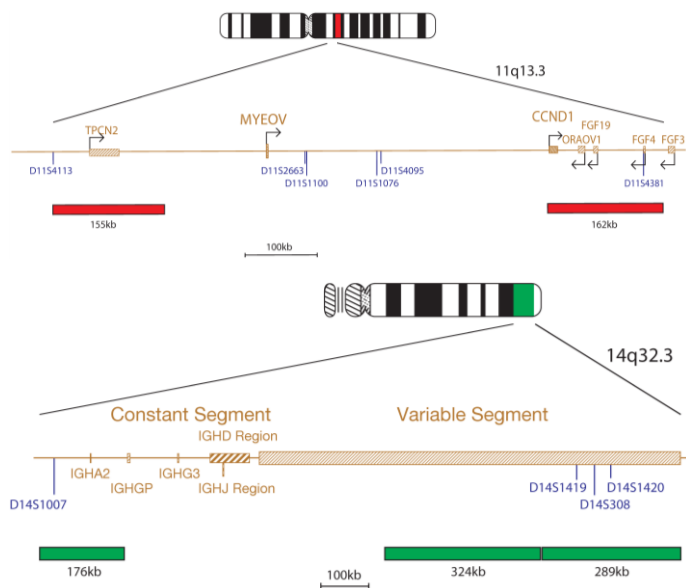 11q13.3
TPCN2 MYEOV CCND1 FGF19
ORAOV1 FGF4 FGF3
D11S4113 D11S2663 D11S4095
D11S1100 D11S1076 D11S4381
155kb 162kb
100kb
14q32.3
Constant Segment Variable Segment
IGHD Region
IGHA2 IGHG3
IGHGP IGHJ Region
D14S1007 D14S1419 D14S1420
D14S308
176kb 324kb 289kb
100kb